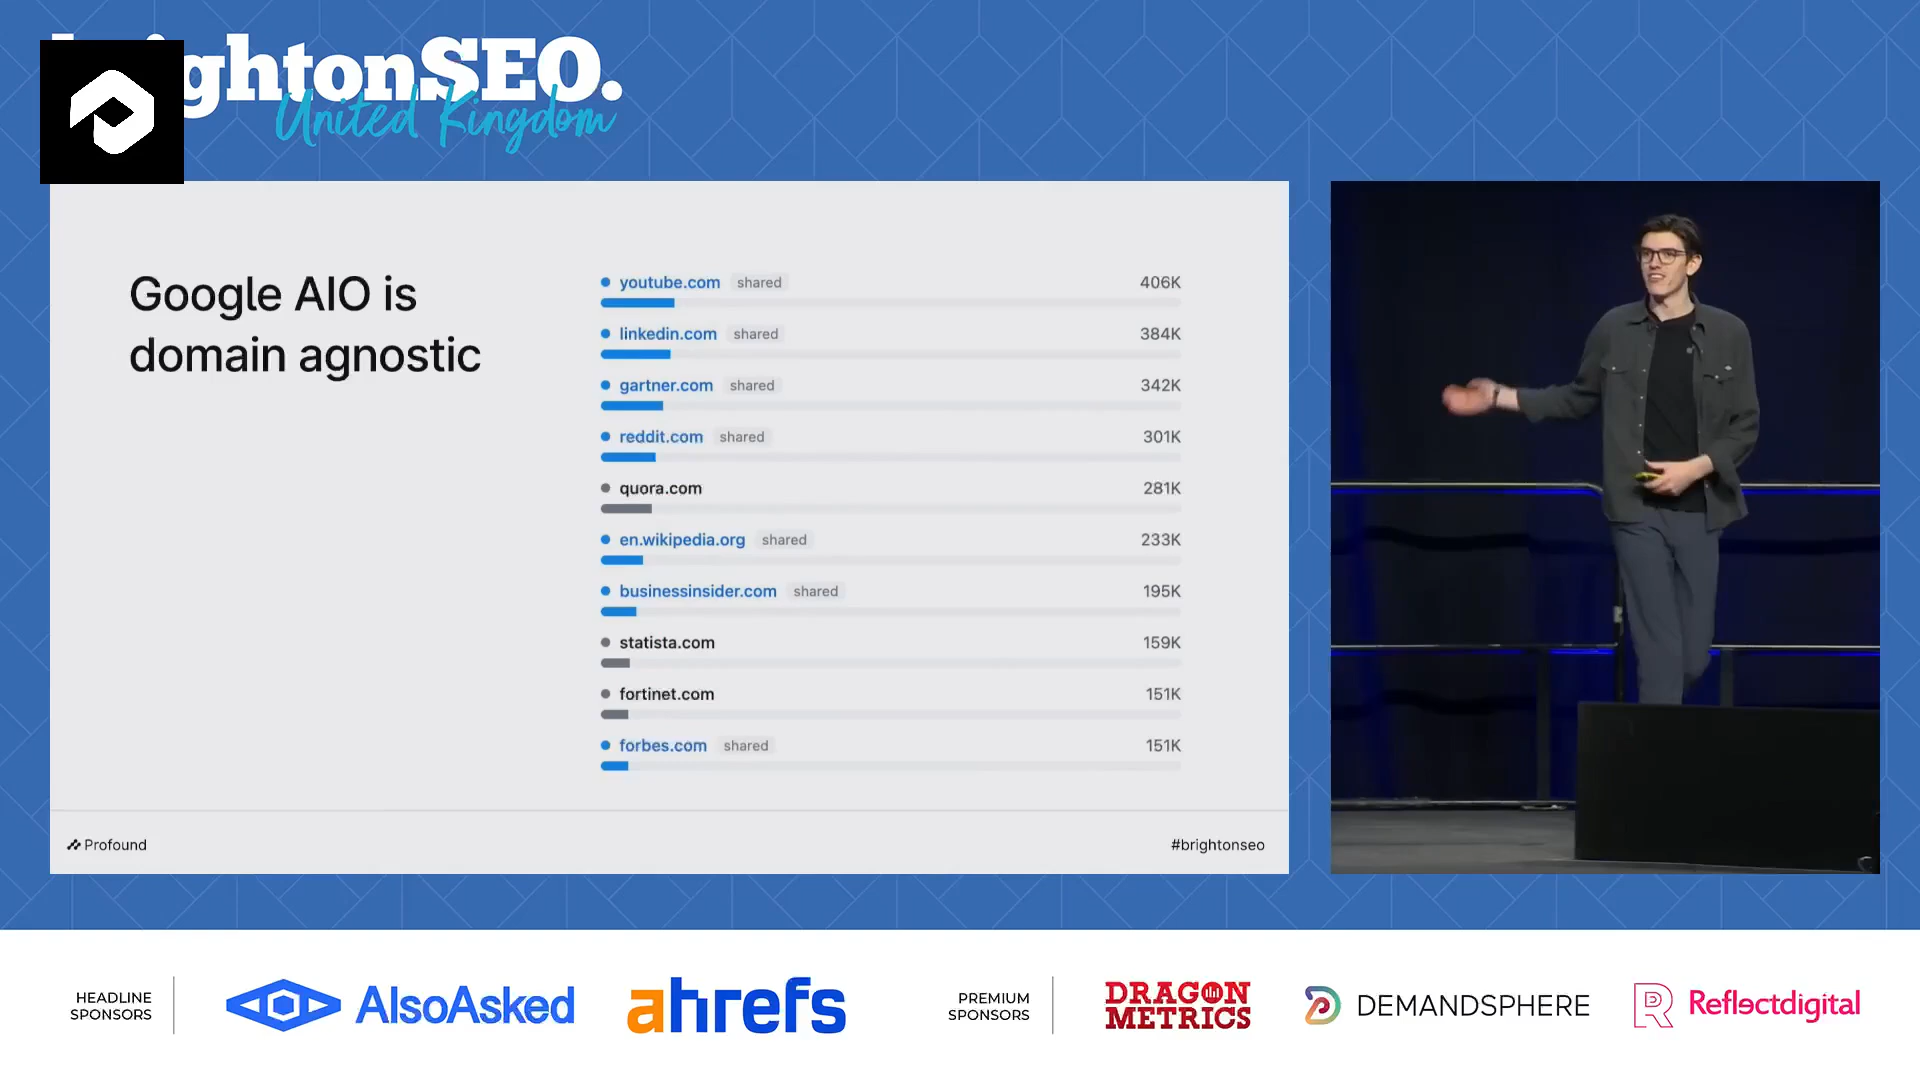 ightonSEO.
United Kingdom
Google AIO is
domain agnostic
youtube.com shared 406K
linkedin.com shared 384K
gartner.com shared 342K
reddit.com shared 301K
quora.com 281K
en.wikipedia.org shared 233K
businessinsider.com shared 195K
statista.com 159K
fortinet.com 151K
forbes.com shared 151K
Profound
#brightonseo
HEADLINE
SPONSORS
AlsoAsked
ahrefs
PREMIUM
SPONSORS
DRAGON
METRICS
DEMANDSPHERE
Reflectdigital